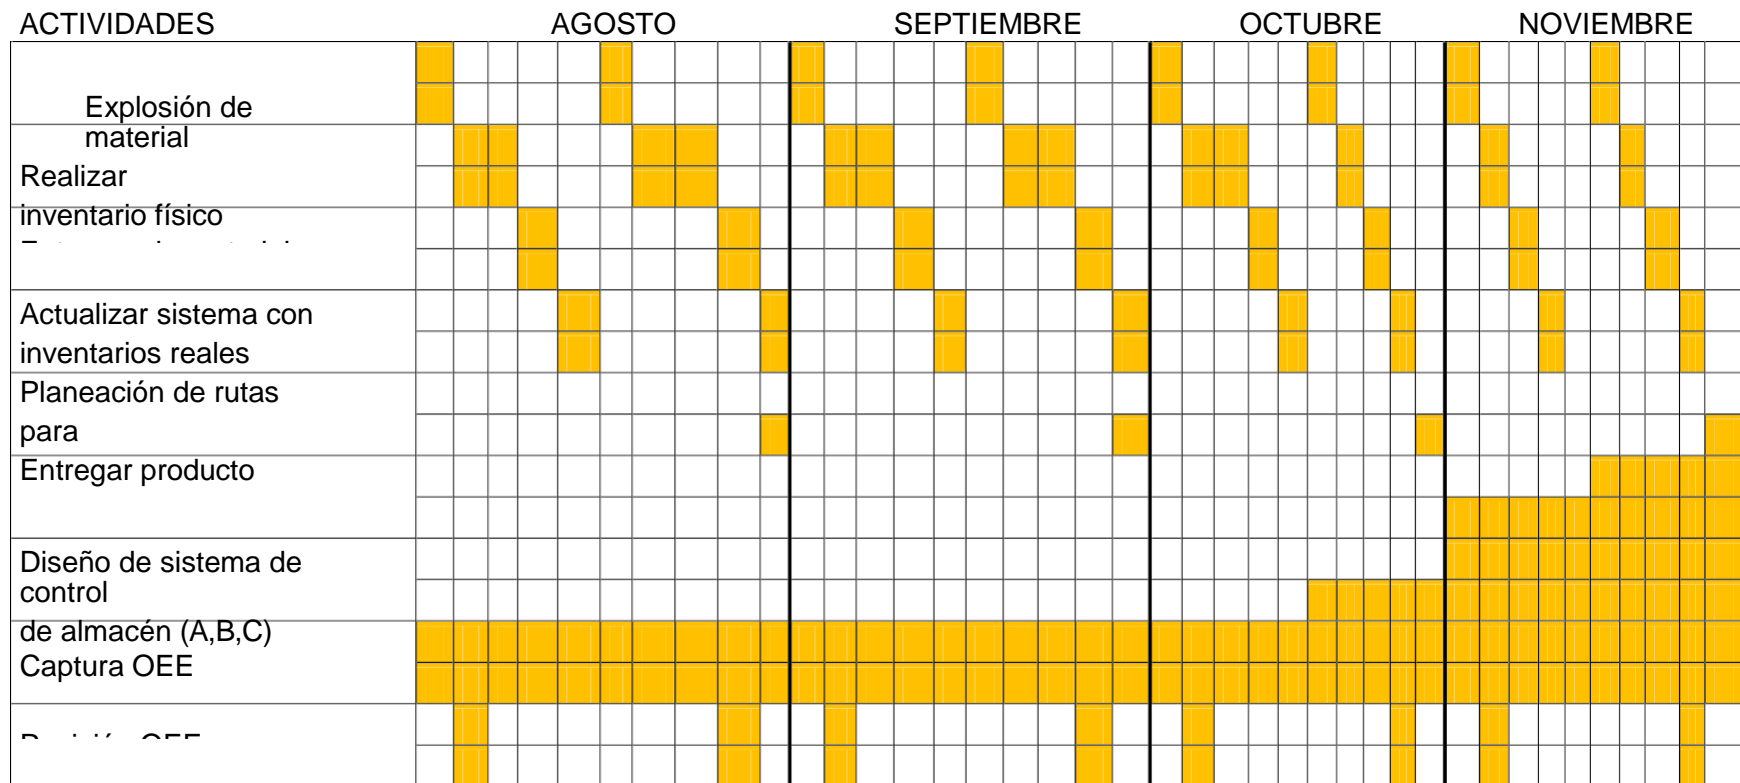 ACTIVIDADES AGOSTO SEPTIEMBRE OCTUBRE NOVIEMBRE
Explosión de
material
Realizar
inventario físico
Actualizar sistema con
inventarios reales
Planeación de rutas
para
Entregar producto
Diseño de sistema de
control
de almacén (A,B,C)
Captura OEE